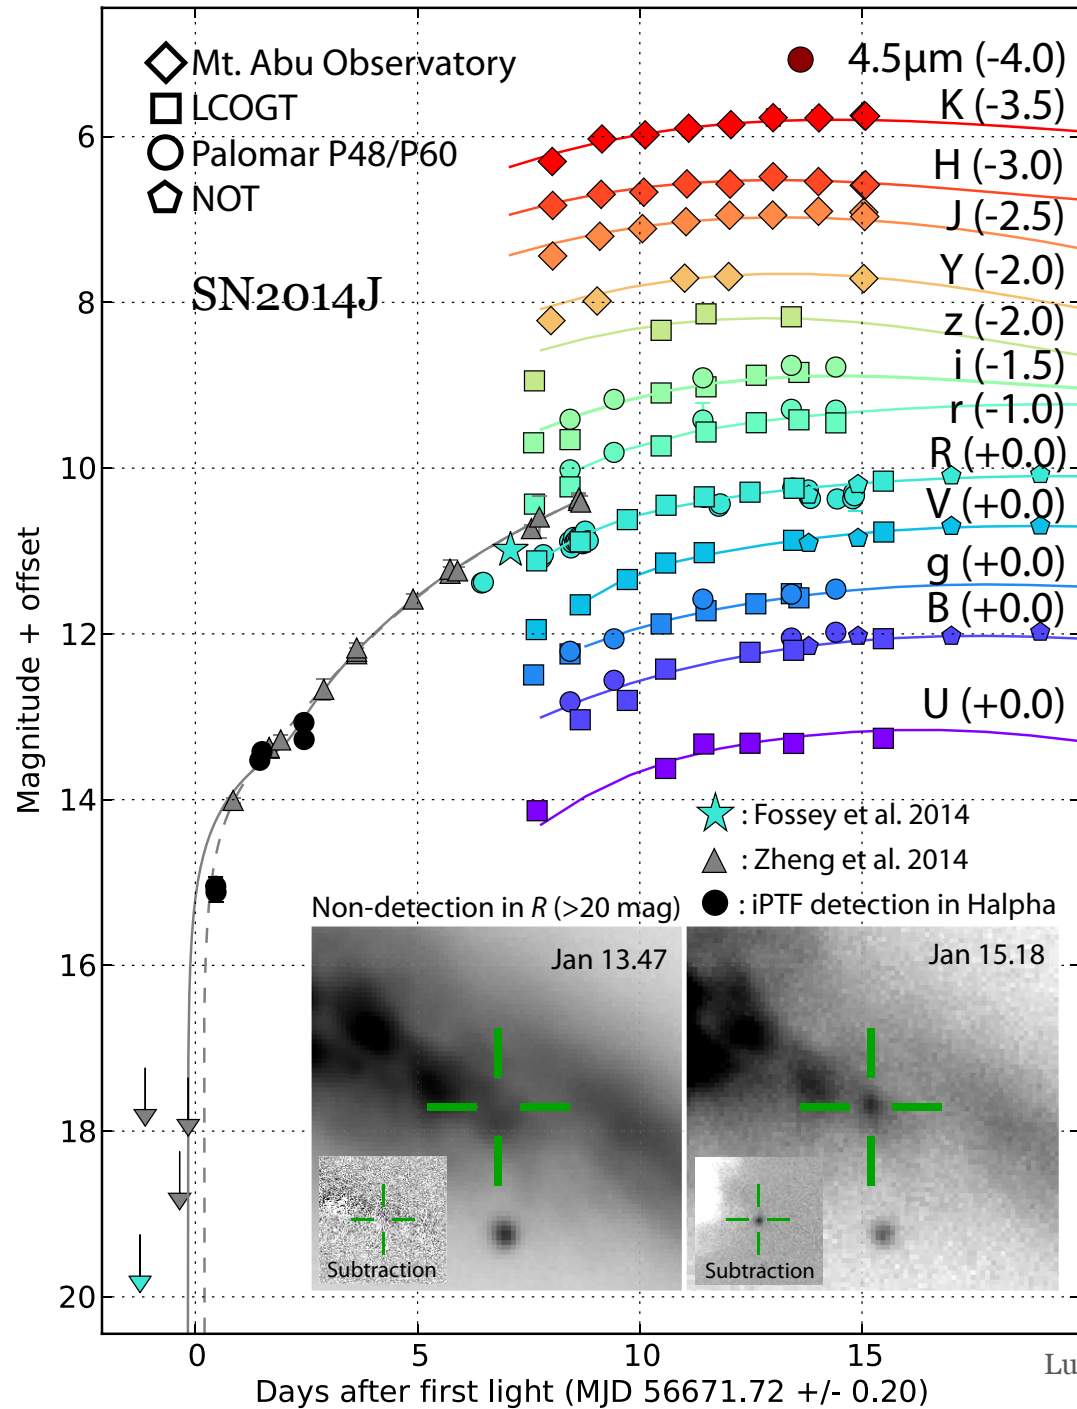 Mt. Abu Observatory
LCOGT
Palomar P48/P60
NOT
SN2014J
4.5μm (-4.0)
K (-3.5)
H (-3.0)
J (-2.5)
Y (-2.0)
z (-2.0)
i (-1.5)
r (-1.0)
R (+0.0)
V (+0.0)
g (+0.0)
B (+0.0)
U (+0.0)
: Fossey et al. 2014
: Zheng et al. 2014
: iPTF detection in Halpha
Non-detection in R (>20 mag)
Jan 13.47
Jan 15.18
Subtraction
Subtraction
Magnitude + offset
6
8
10
12
14
16
18
20
0
5
10
15
Lu
Days after first light (MJD 56671.72 +/- 0.20)